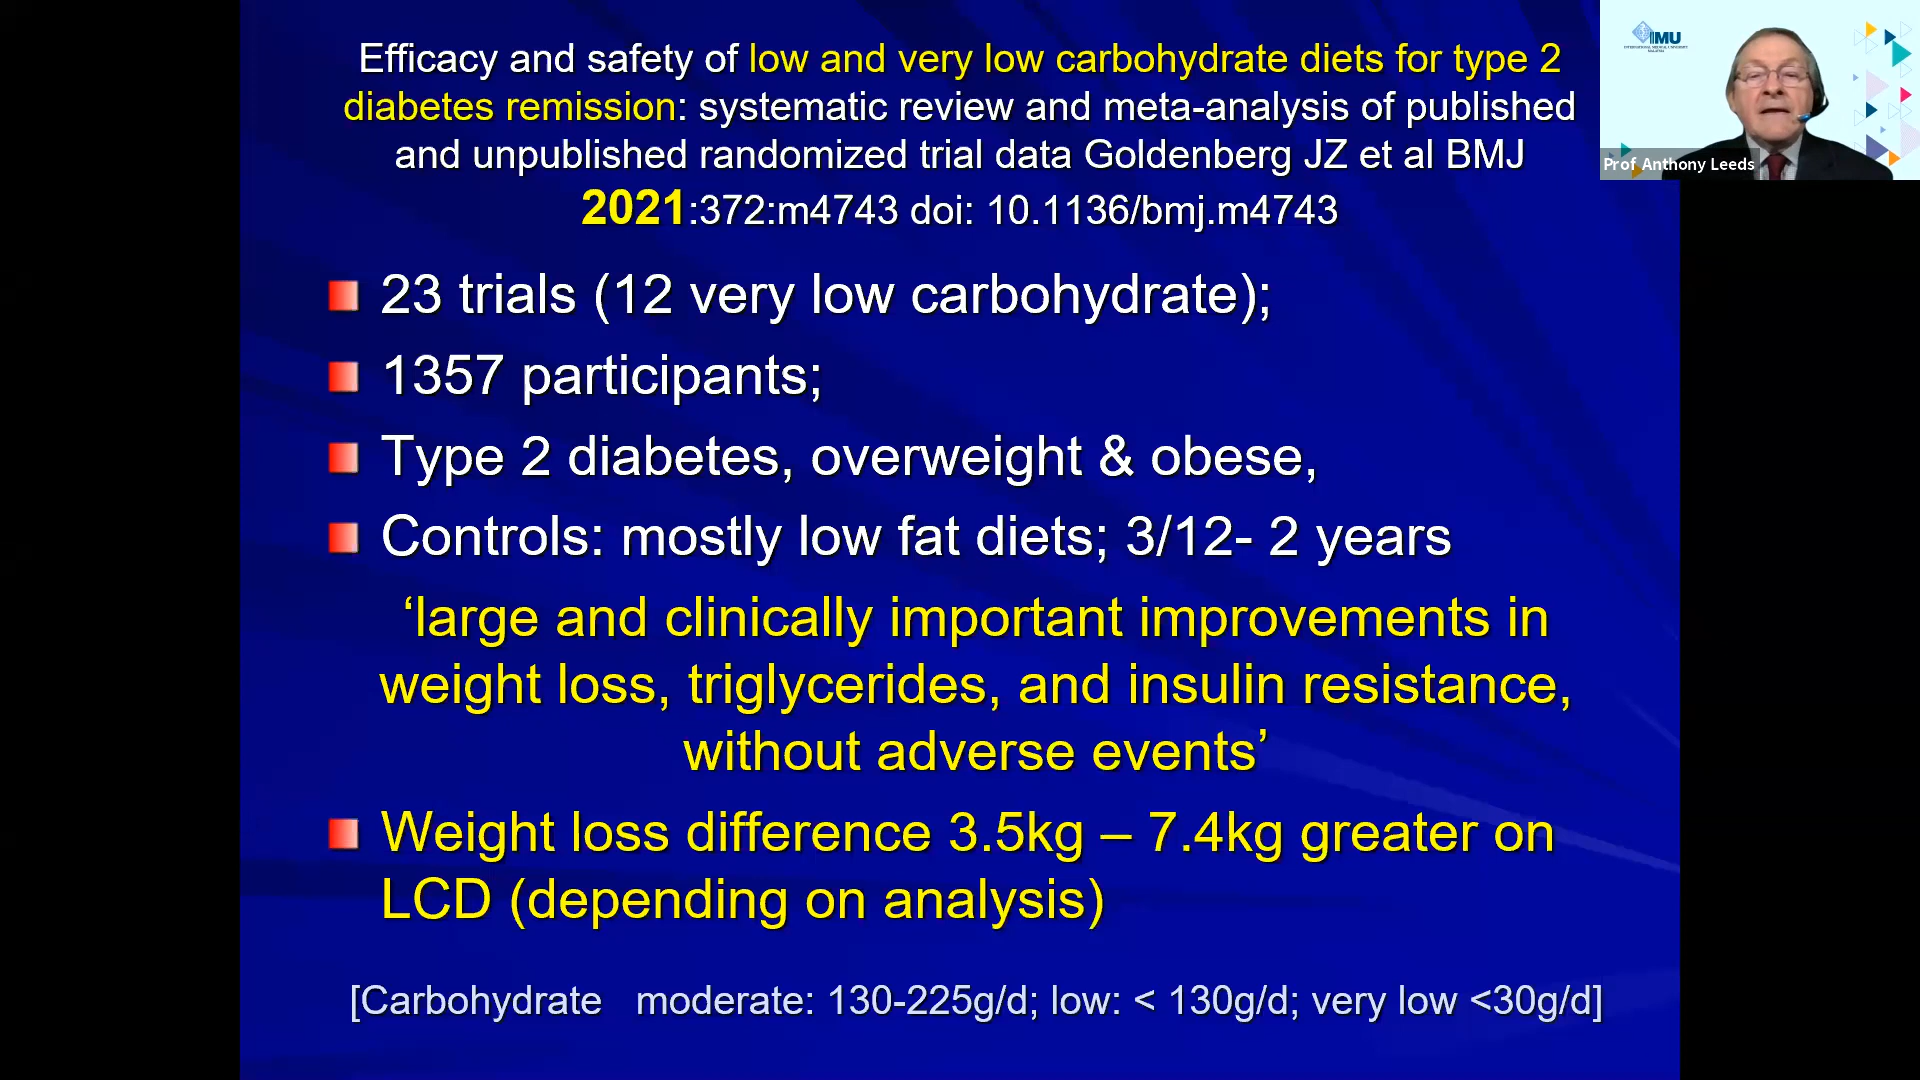 Efficacy and safety of low and very low carbohydrate diets for type 2
diabetes remission: systematic review and meta-analysis of published
and unpublished randomized trial data Goldenberg JZ et al BMJ
2021:372:m4743 doi: 10.1136/bmj.m4743
23 trials (12 very low carbohydrate);
1357 participants;
Type 2 diabetes, overweight & obese,
Controls: mostly low fat diets; 3/12- 2 years
‘large and clinically important improvements in
weight loss, triglycerides, and insulin resistance,
without adverse events’
Weight loss difference 3.5kg – 7.4kg greater on
LCD (depending on analysis)
[Carbohydrate   moderate: 130-225g/d; low: < 130g/d; very low <30g/d]
IMU
INTERNATIONAL MEDICAL UNIVERSITY
MALAYSIA
Prof Anthony Leeds